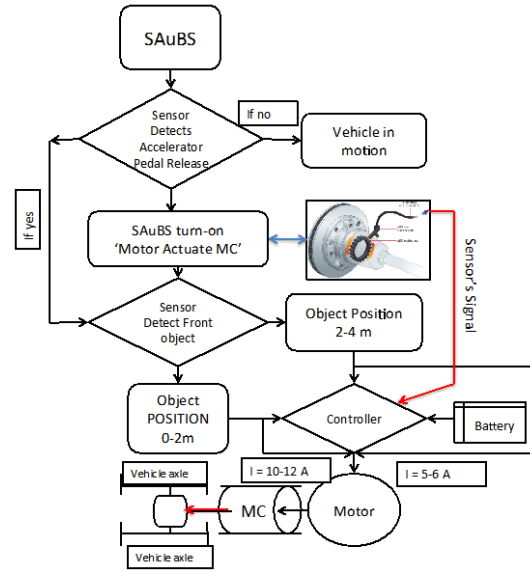 SAuBS
Sensor
Detects
Accelerator
Pedal Release
If no
Vehicle in
motion
If yes
SAuBS turn-on
'Motor Actuate MC'
Sensor's Signal
Sensor
Detect Front
object
Object Position
2-4 m
Object
POSITION
0-2m
Controller
Battery
Vehicle axle
I = 10-12 A
I = 5-6 A
MC
Motor
Vehicle axle